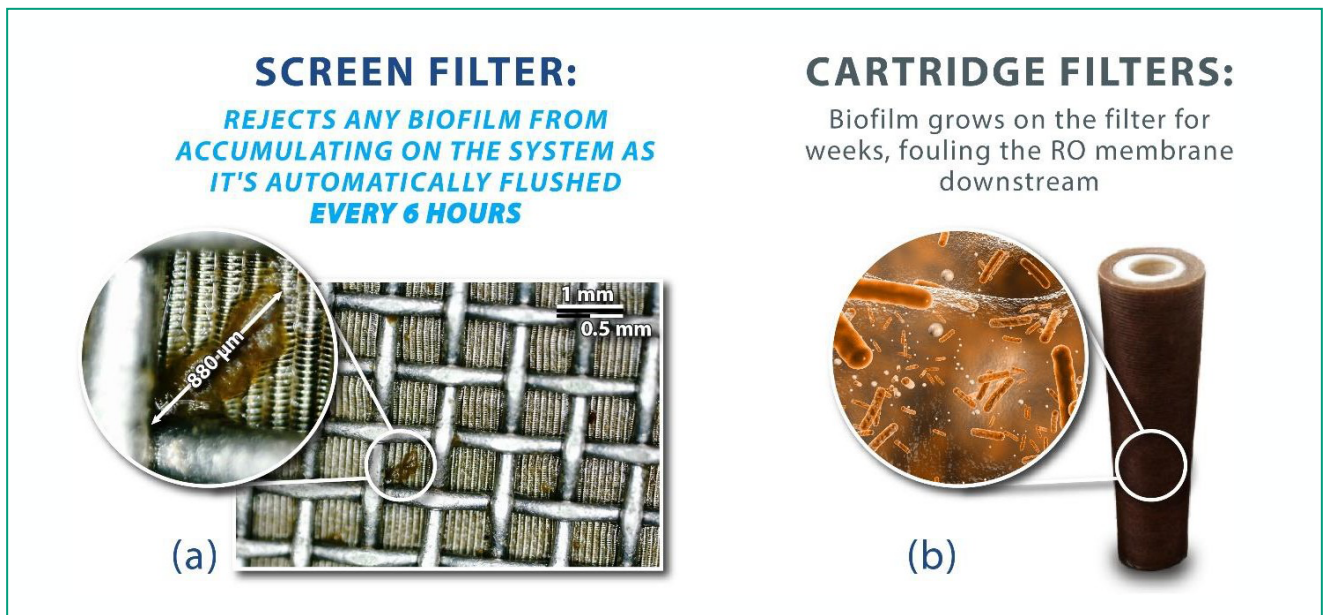 SCREEN FILTER:
REJECTS ANY BIOFILM FROM
ACCUMULATING ON THE SYSTEM AS
IT'S AUTOMATICALLY FLUSHED
EVERY 6 HOURS
880 µm
1 mm
0.5 mm
(a)
CARTRIDGE FILTERS:
Biofilm grows on the filter for
weeks, fouling the RO membrane
downstream
(b)